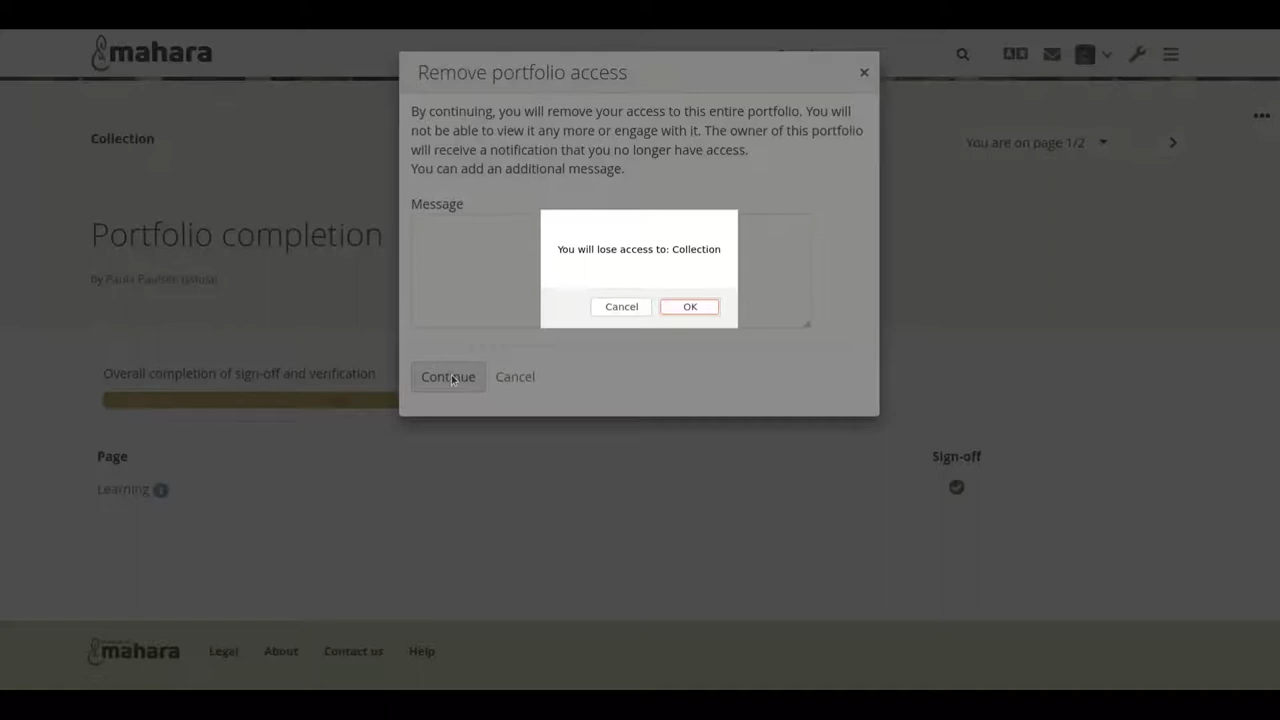 mahara
Remove portfolio access
×
By continuing, you will remove your access to this entire portfolio. You will
not be able to view it any more or engage with it. The owner of this portfolio
will receive a notification that you no longer have access.
You can add an additional message.
Collection
You are on page 1/2
Message
Portfolio completion
You will lose access to: Collection
by Paula Paulsen
Cancel
OK
Overall completion of sign-off and verification
Continue
Cancel
Page
Sign-off
Learning
mahara
Legal
About
Contact us
Help